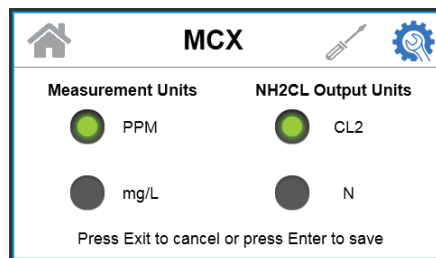 MCX
Measurement Units NH2CL Output Units
PPM CL2
mg/L N
Press Exit to cancel or press Enter to save